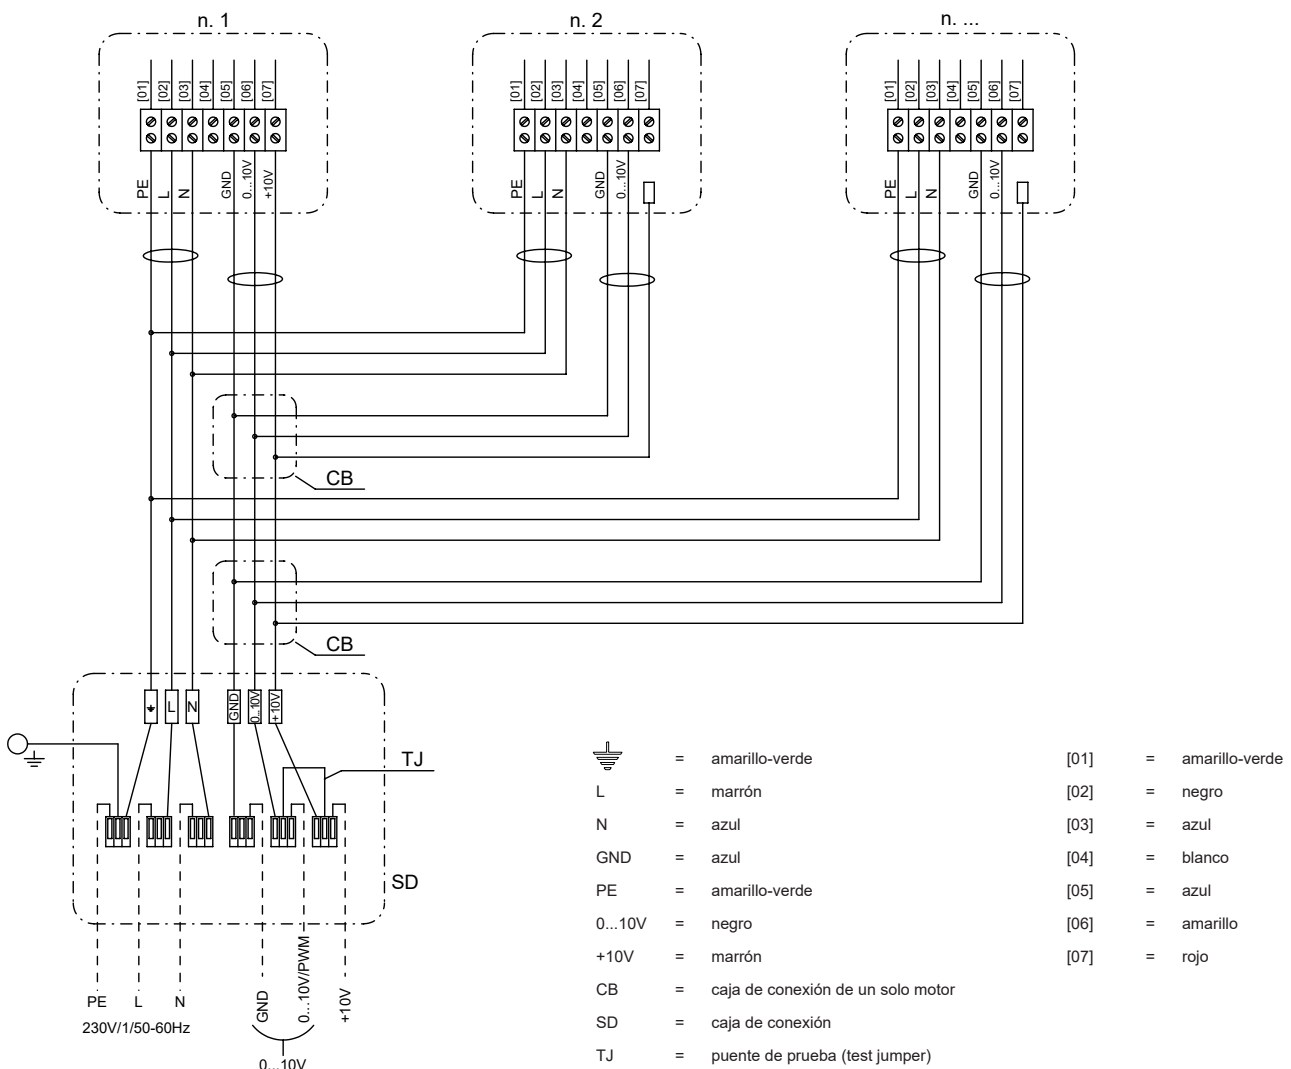 n. 1
n. 2
n. ...
[01] [02] [03] [04] [05] [06] [07]
[01] [02] [03] [04] [05] [06] [07]
[01] [02] [03] [04] [05] [06] [07]
PE L N GND 0...10V +10V
PE L N GND 0...10V
PE L N GND 0...10V
CB
CB
L N GND 0...10V +10V
TJ
SD
PE L N GND 0...10V/PWM +10V
230V/1/50-60Hz
0...10V
= amarillo-verde
L = marrón
N = azul
GND = azul
PE = amarillo-verde
0...10V = negro
+10V = marrón
CB = caja de conexión de un solo motor
SD = caja de conexión
TJ = puente de prueba (test jumper)
[01] = amarillo-verde
[02] = negro
[03] = azul
[04] = blanco
[05] = azul
[06] = amarillo
[07] = rojo